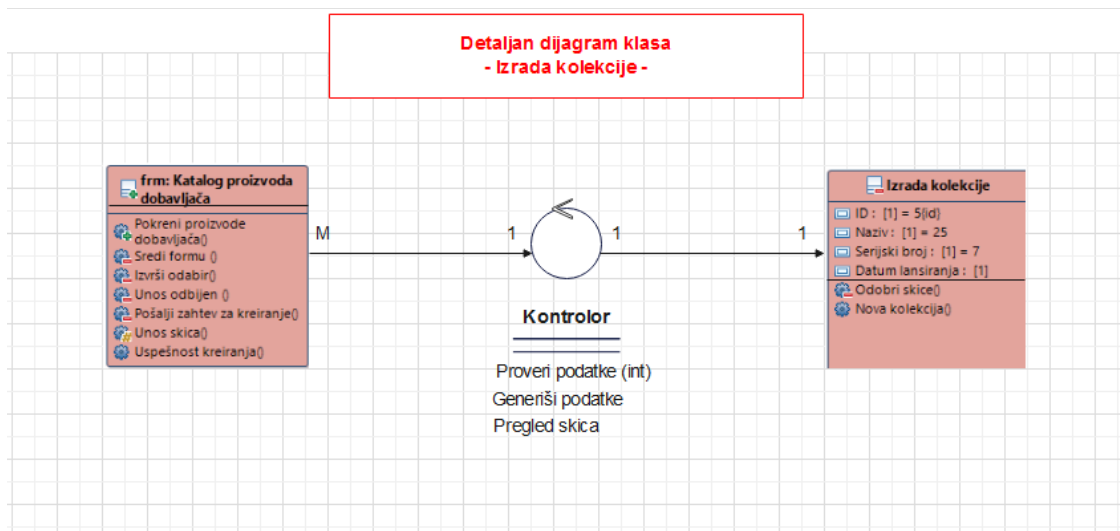 Detaljan dijagram klasa
- Izrada kolekcije -
frm: Katalog proizvoda
dobavljača
Pokreni proizvode
dobavljača()
Sredi formu ()
Izvrši odabir()
Unos odbijen ()
Pošalji zahtev za kreiranje()
Unos skica()
Uspešnost kreiranja()
M
1
1
1
Kontrolor
Proveri podatke (int)
Generiši podatke
Pregled skica
Izrada kolekcije
ID : [1] = 5{id}
Naziv : [1] = 25
Serijski broj : [1] = 7
Datum lansiranja : [1]
Odobri skice()
Nova kolekcija()